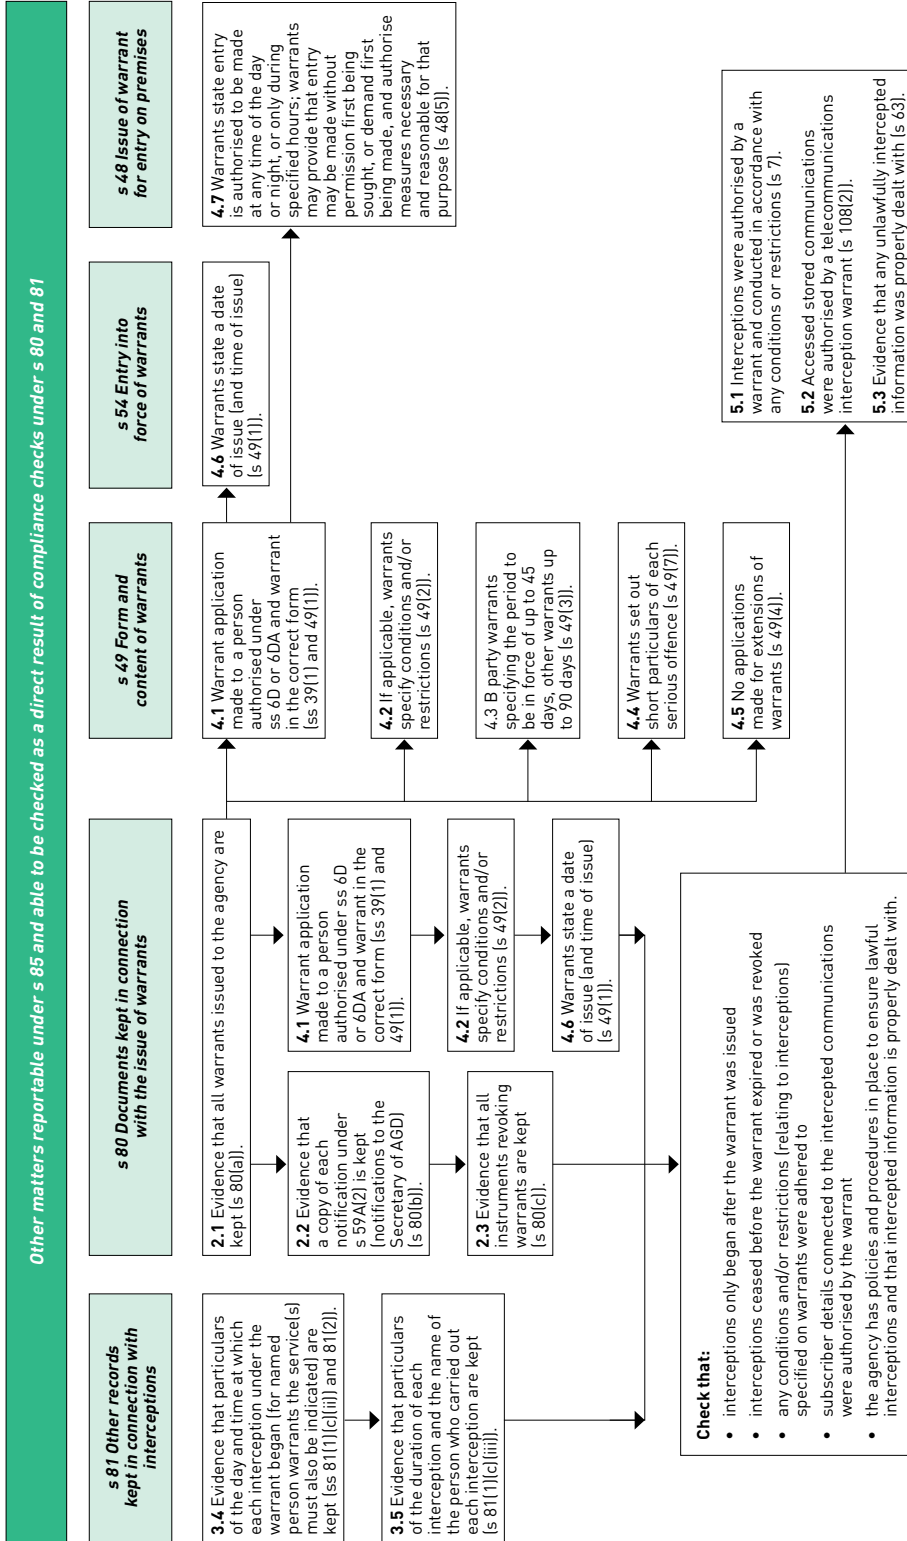 Other matters reportable under s 85 and able to be checked as a direct result of compliance checks under s 80 and 81
s 81 Other records
kept in connection with
interceptions
3.4 Evidence that particulars
of the day and time at which
each interception under the
warrant began (for named
person warrants the service(s)
must also be indicated) are
kept (ss 81(1)(c)(ii)) and 81(2)).
3.5 Evidence that particulars
of the duration of each
interception and the name of
the person who carried out
each interception are kept
(s 81(1)(c)(iii)).
s 80 Documents kept in connection
with the issue of warrants
2.1 Evidence that all warrants issued to the agency are
kept (s 80(a)).
2.2 Evidence that
a copy of each
notification under
s 59A(2) is kept
(notifications to the
Secretary of AGD)
(s 80(b)).
2.3 Evidence that all
instruments revoking
warrants are kept
(s 80(c)).
4.1 Warrant application
made to a person
authorised under ss 6D
or 6DA and warrant in the
correct form (ss 39(1) and
49(1)).
4.2 If applicable, warrants
specify conditions and/or
restrictions (s 49(2)).
4.6 Warrants state a date
of issue (and time of issue)
(s 49(1)).
s 49 Form and
content of warrants
4.1 Warrant application
made to a person
authorised under
ss 6D or 6DA and warrant
in the correct form
(ss 39(1) and 49(1)).
4.2 If applicable, warrants
specify conditions and/or
restrictions (s 49(2)).
4.3 B party warrants
specifying the period to
be in force of up to 45
days, other warrants up
to 90 days (s 49(3)).
4.4 Warrants set out
short particulars of each
serious offence (s 49(7)).
4.5 No applications
made for extensions of
warrants (s 49(4)).
s 54 Entry into
force of warrants
4.6 Warrants state a date
of issue (and time of issue)
(s 49(1)).
s 48 Issue of warrant
for entry on premises
4.7 Warrants state entry
is authorised to be made
at any time of the day
or night, or only during
specified hours; warrants
may provide that entry
may be made without
permission first being
sought, or demand first
being made, and authorise
measures necessary
and reasonable for that
purpose (s 48(5)).
Check that:
• interceptions only began after the warrant was issued
• interceptions ceased before the warrant expired or was revoked
• any conditions and/or restrictions (relating to interceptions)
specified on warrants were adhered to
• subscriber details connected to the intercepted communications
were authorised by the warrant
• the agency has policies and procedures in place to ensure lawful
interceptions and that intercepted information is properly dealt with.
5.1 Interceptions were authorised by a
warrant and conducted in accordance with
any conditions or restrictions (s 7).
5.2 Accessed stored communications
were authorised by a telecommunications
interception warrant (s 108(2)).
5.3 Evidence that any unlawfully intercepted
information was properly dealt with (s 63).